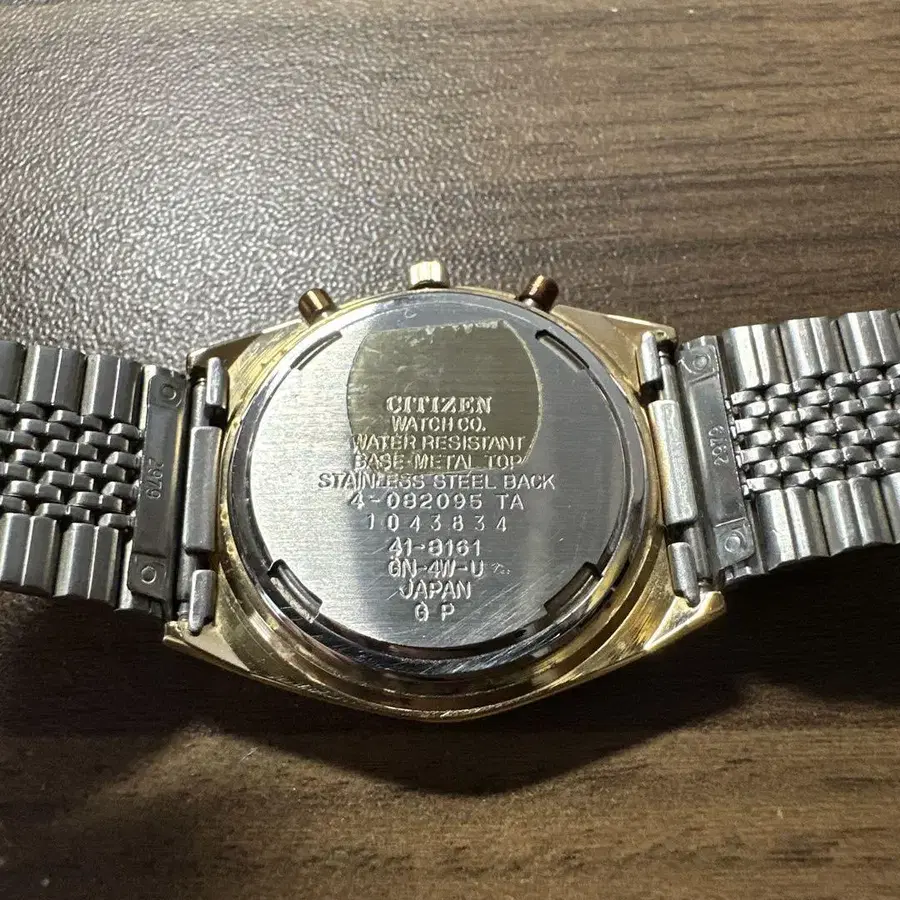 CITIZEN
WATCH CO.
WATER RESISTANT
BASE-METAL TOP
STAINLESS STEEL BACK
4-082095 TA
1043834
41-8161
GN-4W-U
JAPAN
G P